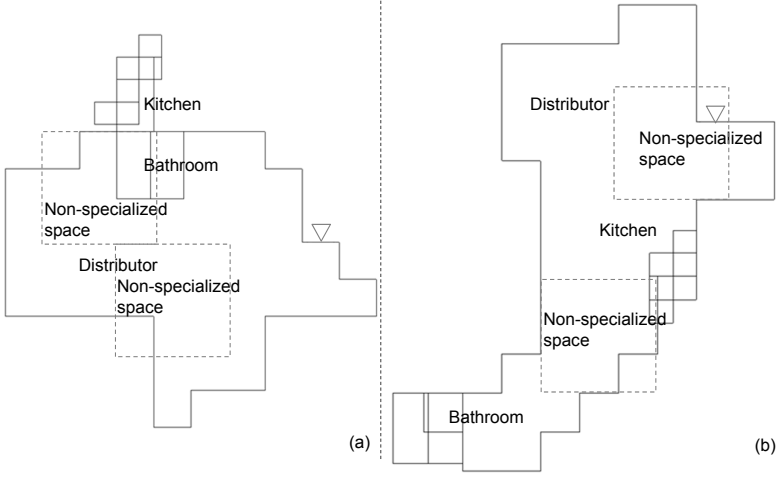 Kitchen
Bathroom
Non-specialized
space
Distributor
Non-specialized
space
(a)
Distributor
Non-specialized
space
Kitchen
Non-specialized
space
Bathroom
(b)